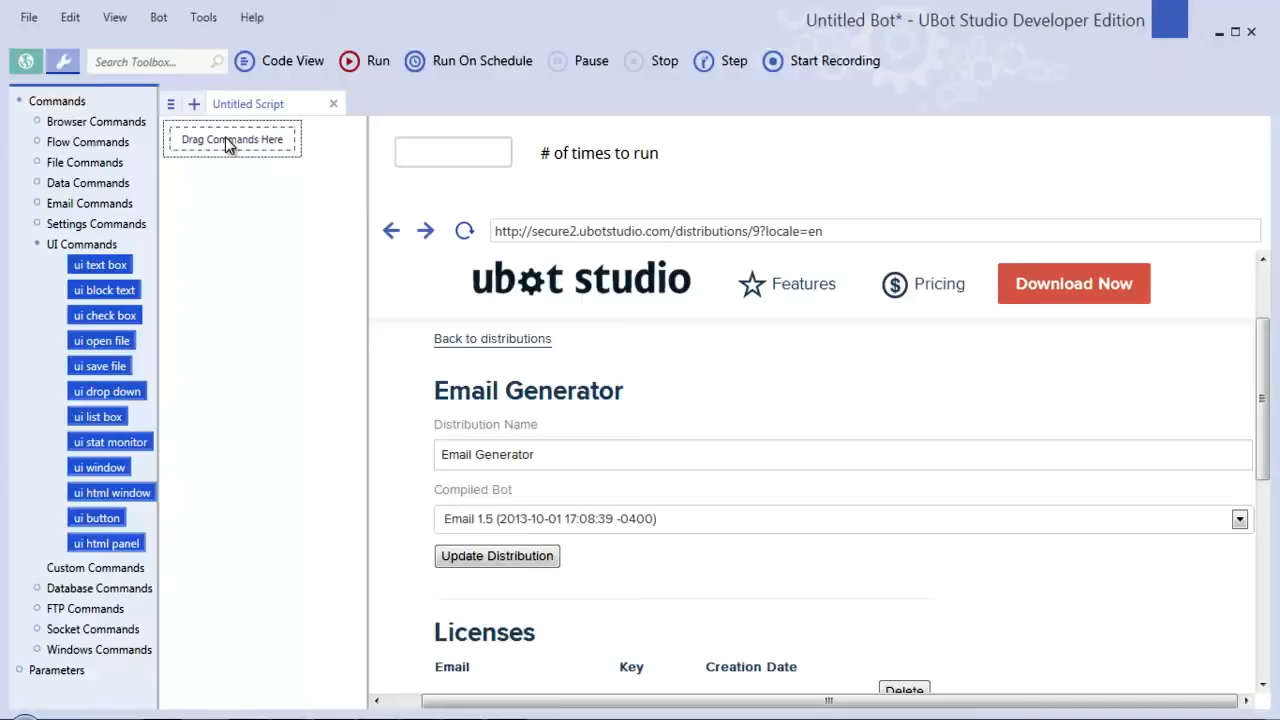 File Edit View Bot Tools Help
Untitled Bot* - UBot Studio Developer Edition
Search Toolbox...
Code View
Run
Run On Schedule
Pause
Stop
Step
Start Recording
Commands
Browser Commands
Flow Commands
File Commands
Data Commands
Email Commands
Settings Commands
UI Commands
ui text box
ui block text
ui check box
ui open file
ui save file
ui drop down
ui list box
ui stat monitor
ui window
ui html window
ui button
ui html panel
Custom Commands
Database Commands
FTP Commands
Socket Commands
Windows Commands
Parameters
Untitled Script
Drag Commands Here
# of times to run
http://secure2.ubotstudio.com/distributions/9?locale=en
ubot studio
Features
Pricing
Download Now
Back to distributions
Email Generator
Distribution Name
Email Generator
Compiled Bot
Email 1.5 (2013-10-01 17:08:39 -0400)
Update Distribution
Licenses
Email Key Creation Date
Delete